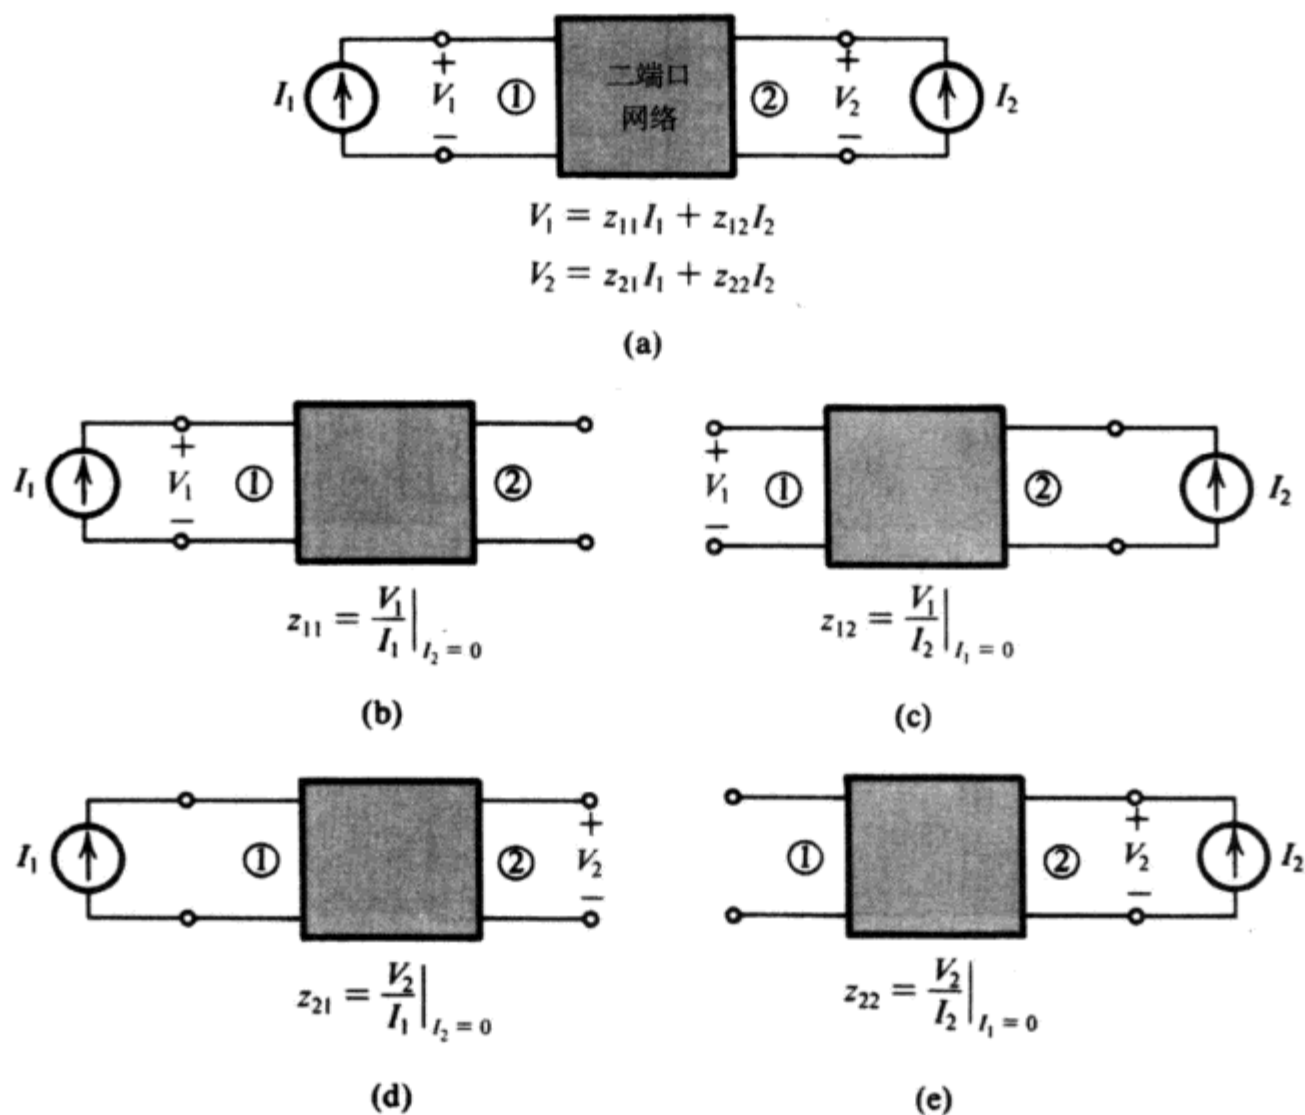 I₁ + V₁ − ① 二端口 ② + V₂ − I₂
网络
V₁ = z₁₁I₁ + z₁₂I₂
V₂ = z₂₁I₁ + z₂₂I₂
(a)
I₁ + V₁ − ① ②
z₁₁ = V₁/I₁ |I₂ = 0
(b)
+ V₁ − ① ② I₂
z₁₂ = V₁/I₂ |I₁ = 0
(c)
I₁ ① ② + V₂ −
z₂₁ = V₂/I₁ |I₂ = 0
(d)
① ② + V₂ − I₂
z₂₂ = V₂/I₂ |I₁ = 0
(e)